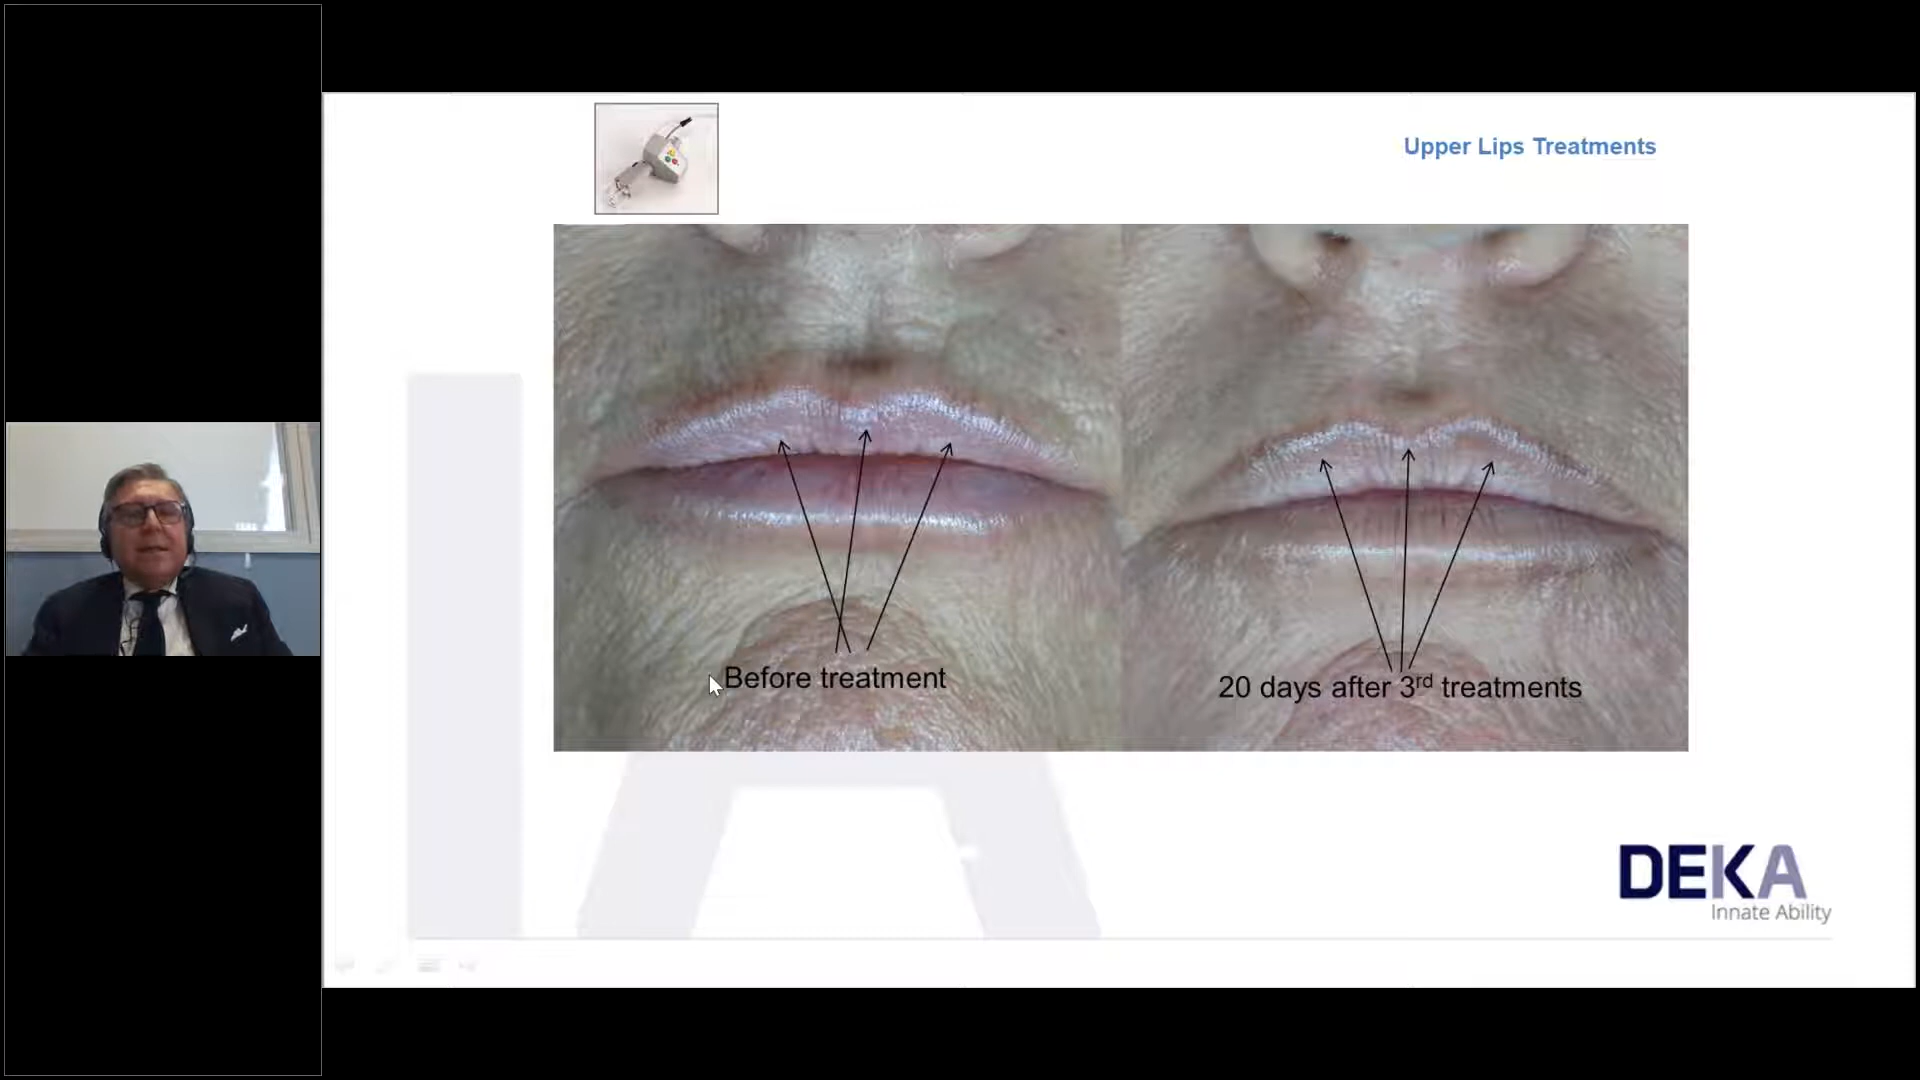 Upper Lips Treatments
Before treatment
20 days after 3rd treatments
DEKA
Innate Ability